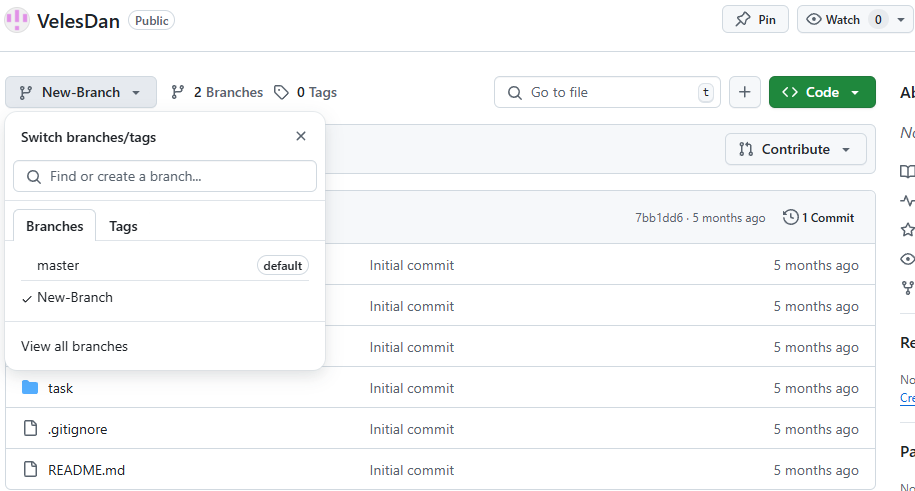 VelesDan Public
Pin
Watch 0
New-Branch
2 Branches
0 Tags
Go to file t
Code
Switch branches/tags
Find or create a branch...
Branches
Tags
master default
New-Branch
View all branches
Contribute
7bb1dd6 · 5 months ago
1 Commit
Initial commit 5 months ago
Initial commit 5 months ago
Initial commit 5 months ago
task Initial commit 5 months ago
.gitignore Initial commit 5 months ago
README.md Initial commit 5 months ago
Ab
No
Re
No
Cre
Pa
No